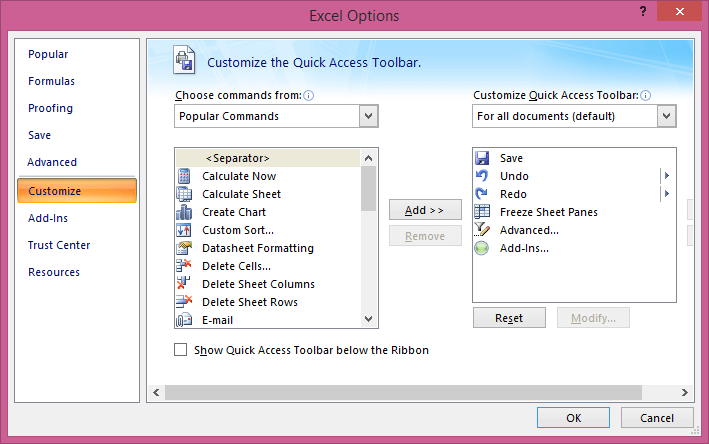 Excel Options
?
Popular
Formulas
Proofing
Save
Advanced
Customize
Add-Ins
Trust Center
Resources
Customize the Quick Access Toolbar.
Choose commands from:
Popular Commands
<Separator>
Calculate Now
Calculate Sheet
Create Chart
Custom Sort...
Datasheet Formatting
Delete Cells...
Delete Sheet Columns
Delete Sheet Rows
E-mail
Add >>
Remove
Customize Quick Access Toolbar:
For all documents (default)
Save
Undo
Redo
Freeze Sheet Panes
Advanced...
Add-Ins...
Reset
Modify...
Show Quick Access Toolbar below the Ribbon
OK
Cancel